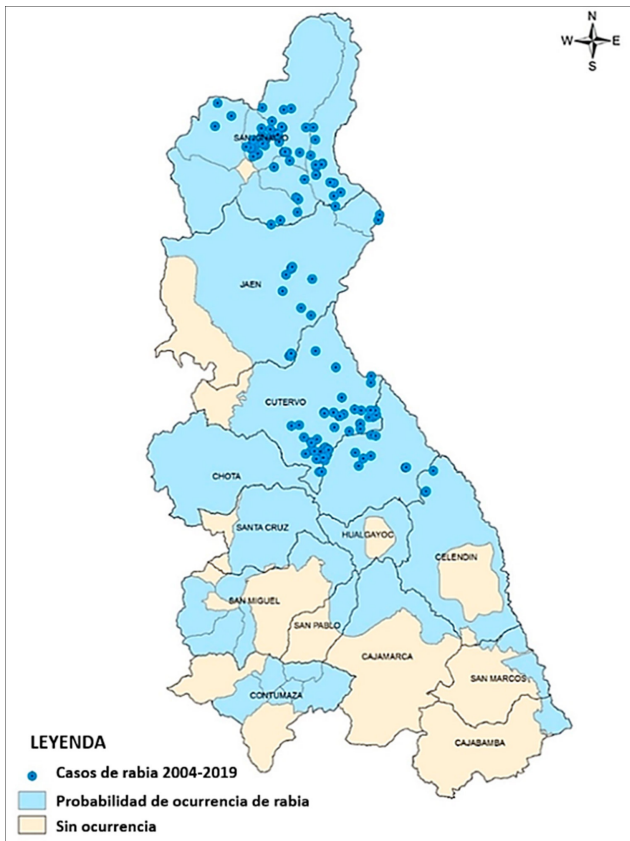 N
W E
S
SAN IGNACIO
JAEN
CUTERVO
CHOTA
SANTA CRUZ
HUALGAYOC
CELENDIN
SAN MIGUEL
SAN PABLO
CAJAMARCA
SAN MARCOS
CONTUMAZA
CAJABAMBA
LEYENDA
Casos de rabia 2004-2019
Probabilidad de ocurrencia de rabia
Sin ocurrencia